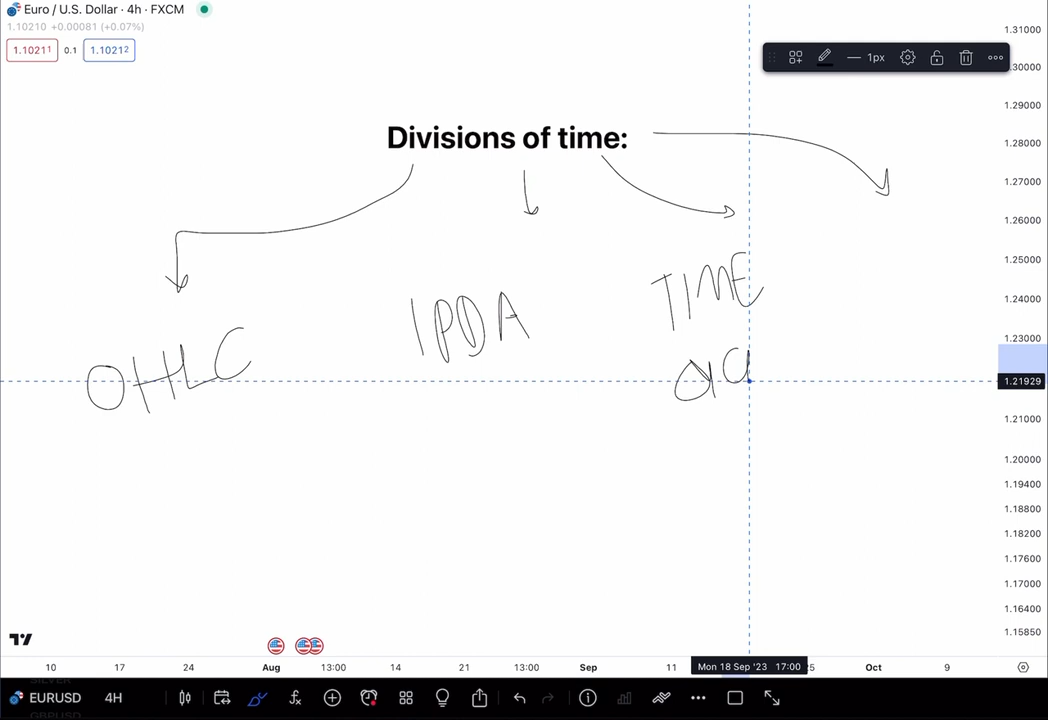 Euro / U.S. Dollar · 4h · FXCM
1.10210 +0.00081 (+0.07%)
1.10211 0.1 1.10212
1px
Divisions of time:
OHLC
IPDA
TIME
1.31000
1.30000
1.29000
1.28000
1.27000
1.26000
1.25000
1.24000
1.23000
1.21929
1.21000
1.20000
1.19400
1.18800
1.18200
1.17600
1.17000
1.16400
1.15850
10 17 24 Aug 13:00 14 21 13:00 Sep 11 Mon 18 Sep '23 17:00 25 Oct 9
EURUSD 4H